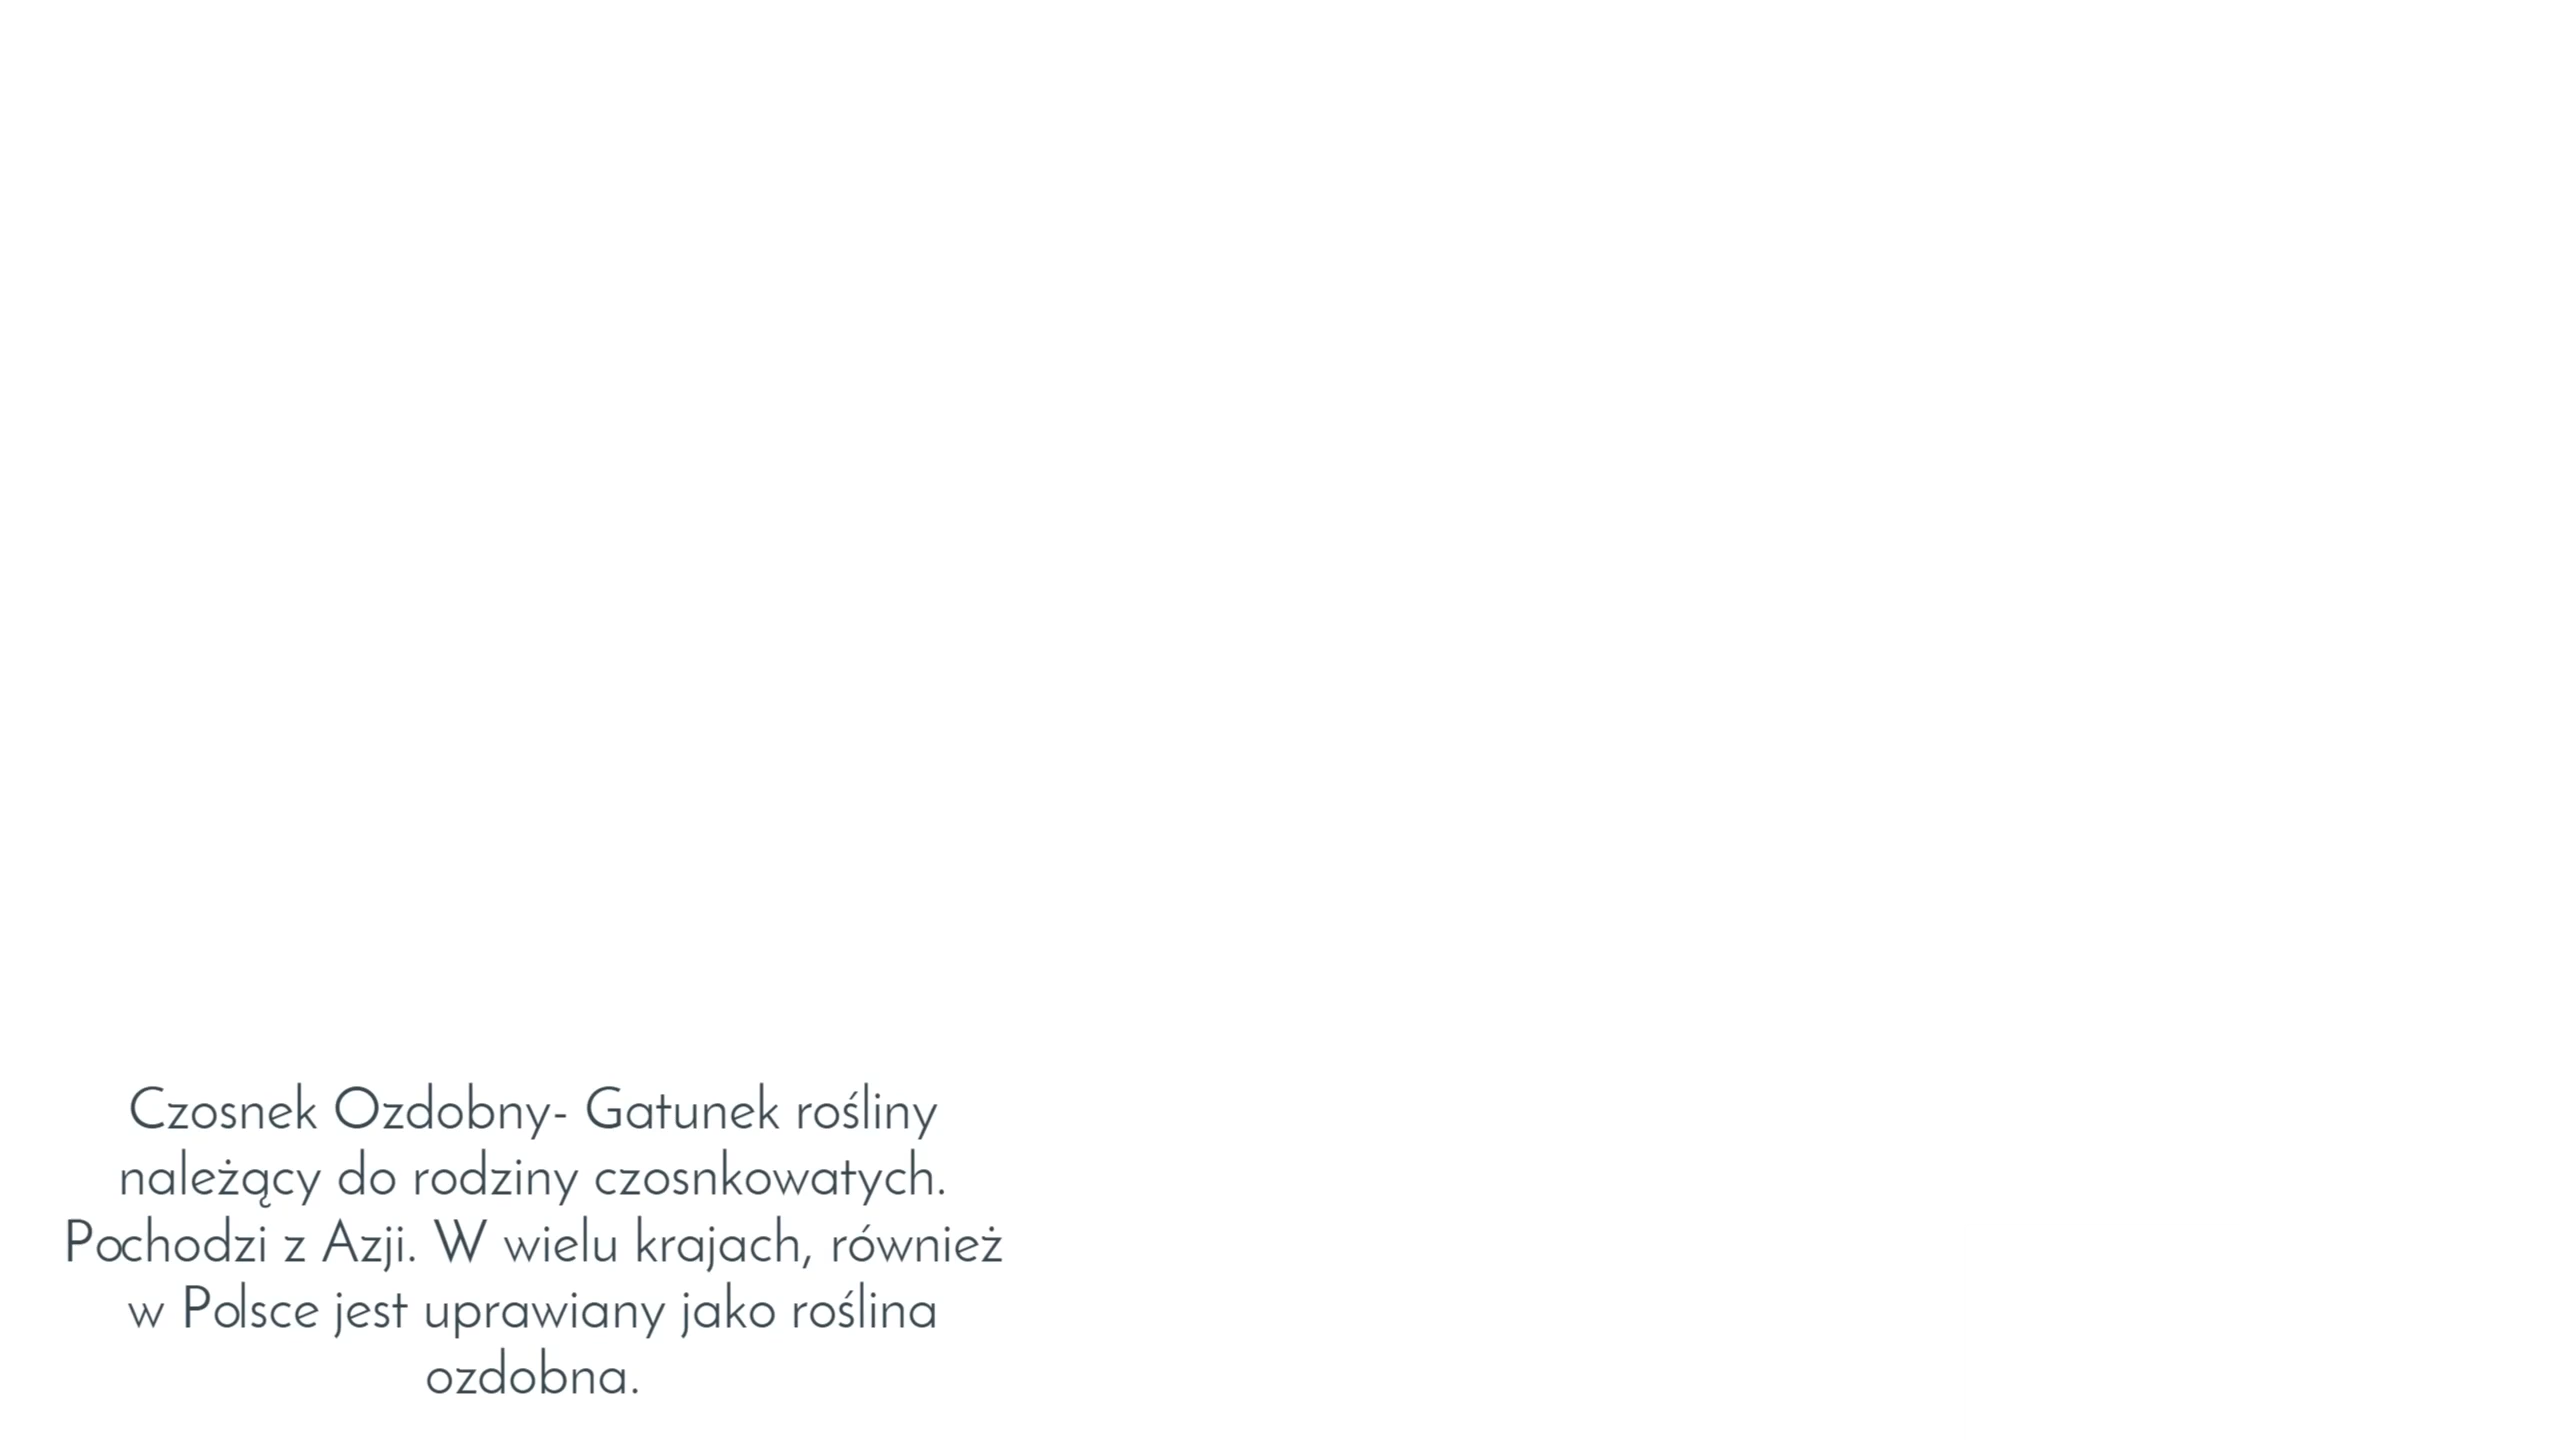 Czosnek Ozdobny- Gatunek rośliny
należący do rodziny czosnkowatych.
Pochodzi z Azji. W wielu krajach, również
w Polsce jest uprawiany jako roślina
ozdobna.